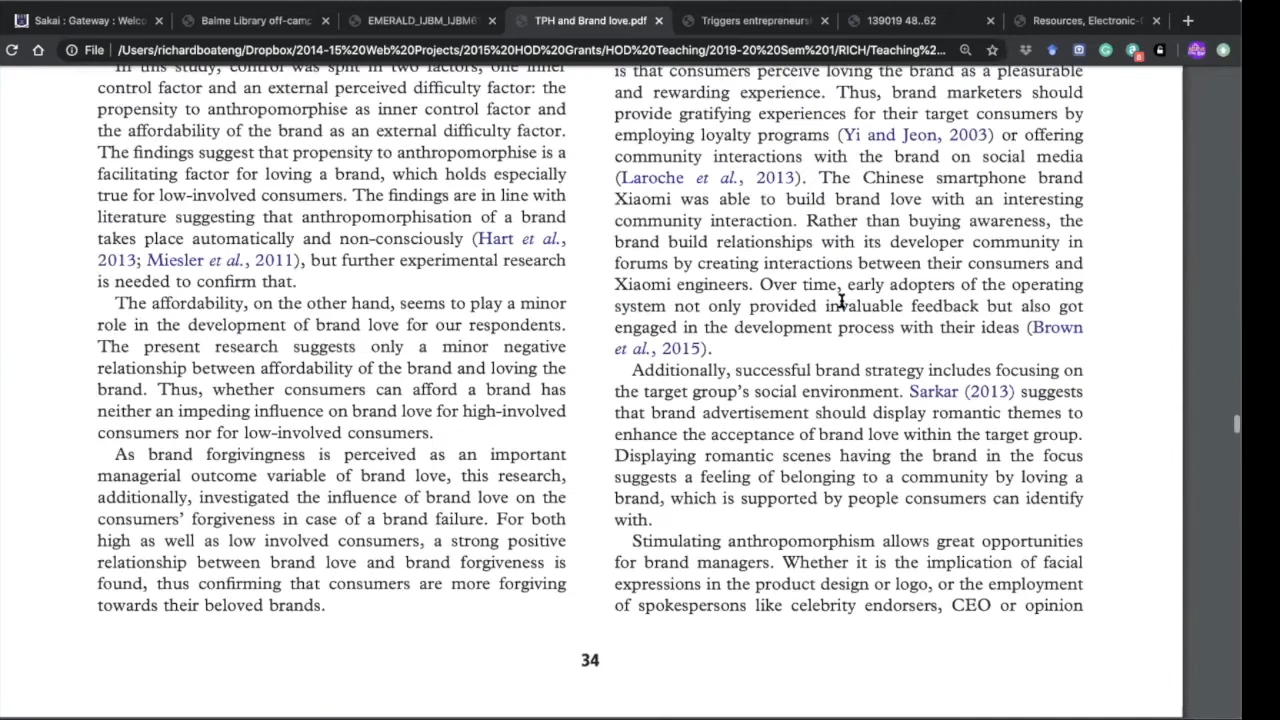 Sakai : Gateway : Welco
Balme Library off-camp
EMERALD_IJBM_IJBM6
TPH and Brand love.pdf
Triggers entrepreneurs
139019 48..62
Resources, Electronic-
File
/Users/richardboateng/Dropbox/2014-15%20Web%20Projects/2015%20HOD%20Grants/HOD%20Teaching/2019-20%20Sem%201/RICH/Teaching%2...
In this study, control was split in two factors, one inner
control factor and an external perceived difficulty factor: the
propensity to anthropomorphise as inner control factor and
the affordability of the brand as an external difficulty factor.
The findings suggest that propensity to anthropomorphise is a
facilitating factor for loving a brand, which holds especially
true for low-involved consumers. The findings are in line with
literature suggesting that anthropomorphisation of a brand
takes place automatically and non-consciously (Hart et al.,
2013; Miesler et al., 2011), but further experimental research
is needed to confirm that.
The affordability, on the other hand, seems to play a minor
role in the development of brand love for our respondents.
The present research suggests only a minor negative
relationship between affordability of the brand and loving the
brand. Thus, whether consumers can afford a brand has
neither an impeding influence on brand love for high-involved
consumers nor for low-involved consumers.
As brand forgivingness is perceived as an important
managerial outcome variable of brand love, this research,
additionally, investigated the influence of brand love on the
consumers' forgiveness in case of a brand failure. For both
high as well as low involved consumers, a strong positive
relationship between brand love and brand forgiveness is
found, thus confirming that consumers are more forgiving
towards their beloved brands.
is that consumers perceive loving the brand as a pleasurable
and rewarding experience. Thus, brand marketers should
provide gratifying experiences for their target consumers by
employing loyalty programs (Yi and Jeon, 2003) or offering
community interactions with the brand on social media
(Laroche et al., 2013). The Chinese smartphone brand
Xiaomi was able to build brand love with an interesting
community interaction. Rather than buying awareness, the
brand build relationships with its developer community in
forums by creating interactions between their consumers and
Xiaomi engineers. Over time, early adopters of the operating
system not only provided invaluable feedback but also got
engaged in the development process with their ideas (Brown
et al., 2015).
Additionally, successful brand strategy includes focusing on
the target group's social environment. Sarkar (2013) suggests
that brand advertisement should display romantic themes to
enhance the acceptance of brand love within the target group.
Displaying romantic scenes having the brand in the focus
suggests a feeling of belonging to a community by loving a
brand, which is supported by people consumers can identify
with.
Stimulating anthropomorphism allows great opportunities
for brand managers. Whether it is the implication of facial
expressions in the product design or logo, or the employment
of spokespersons like celebrity endorsers, CEO or opinion
34